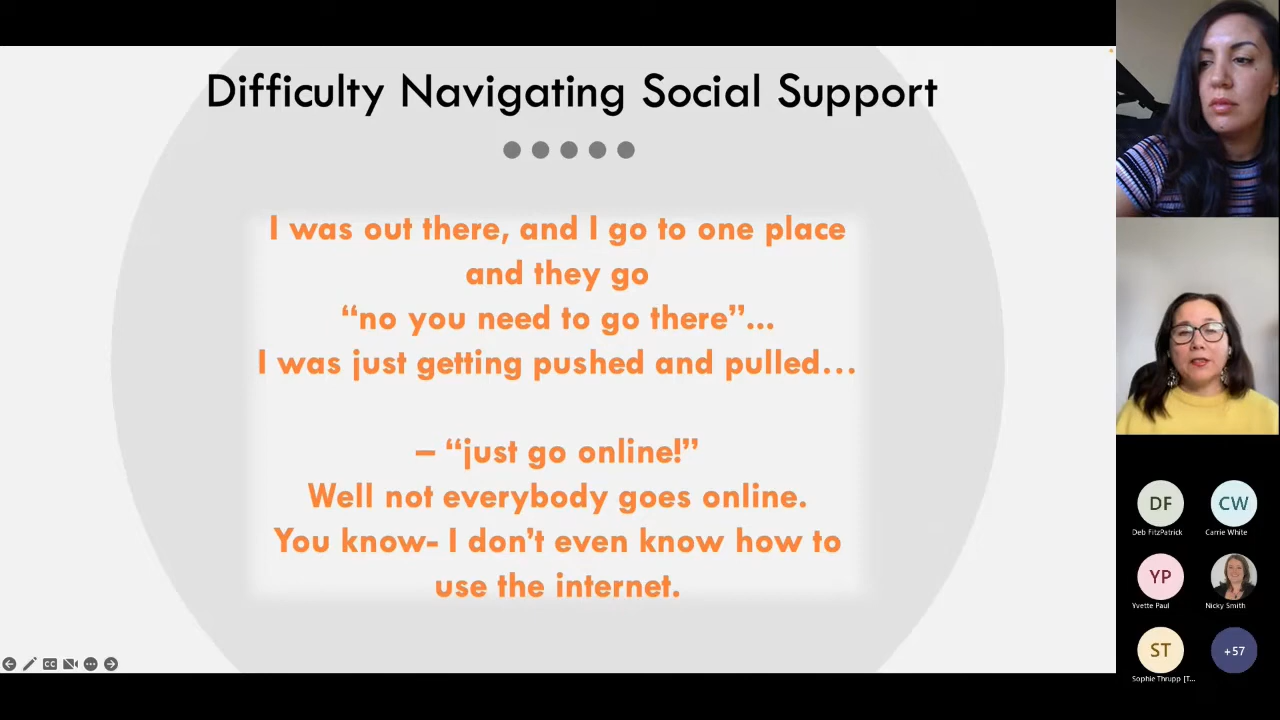 Difficulty Navigating Social Support
I was out there, and I go to one place
and they go
“no you need to go there”...
I was just getting pushed and pulled…
– “just go online!”
Well not everybody goes online.
You know- I don’t even know how to
use the internet.
CC
DF
CW
Deb FitzPatrick
Carrie White
YP
Yvette Paul
Nicky Smith
ST
+57
Sophie Thrupp [T...